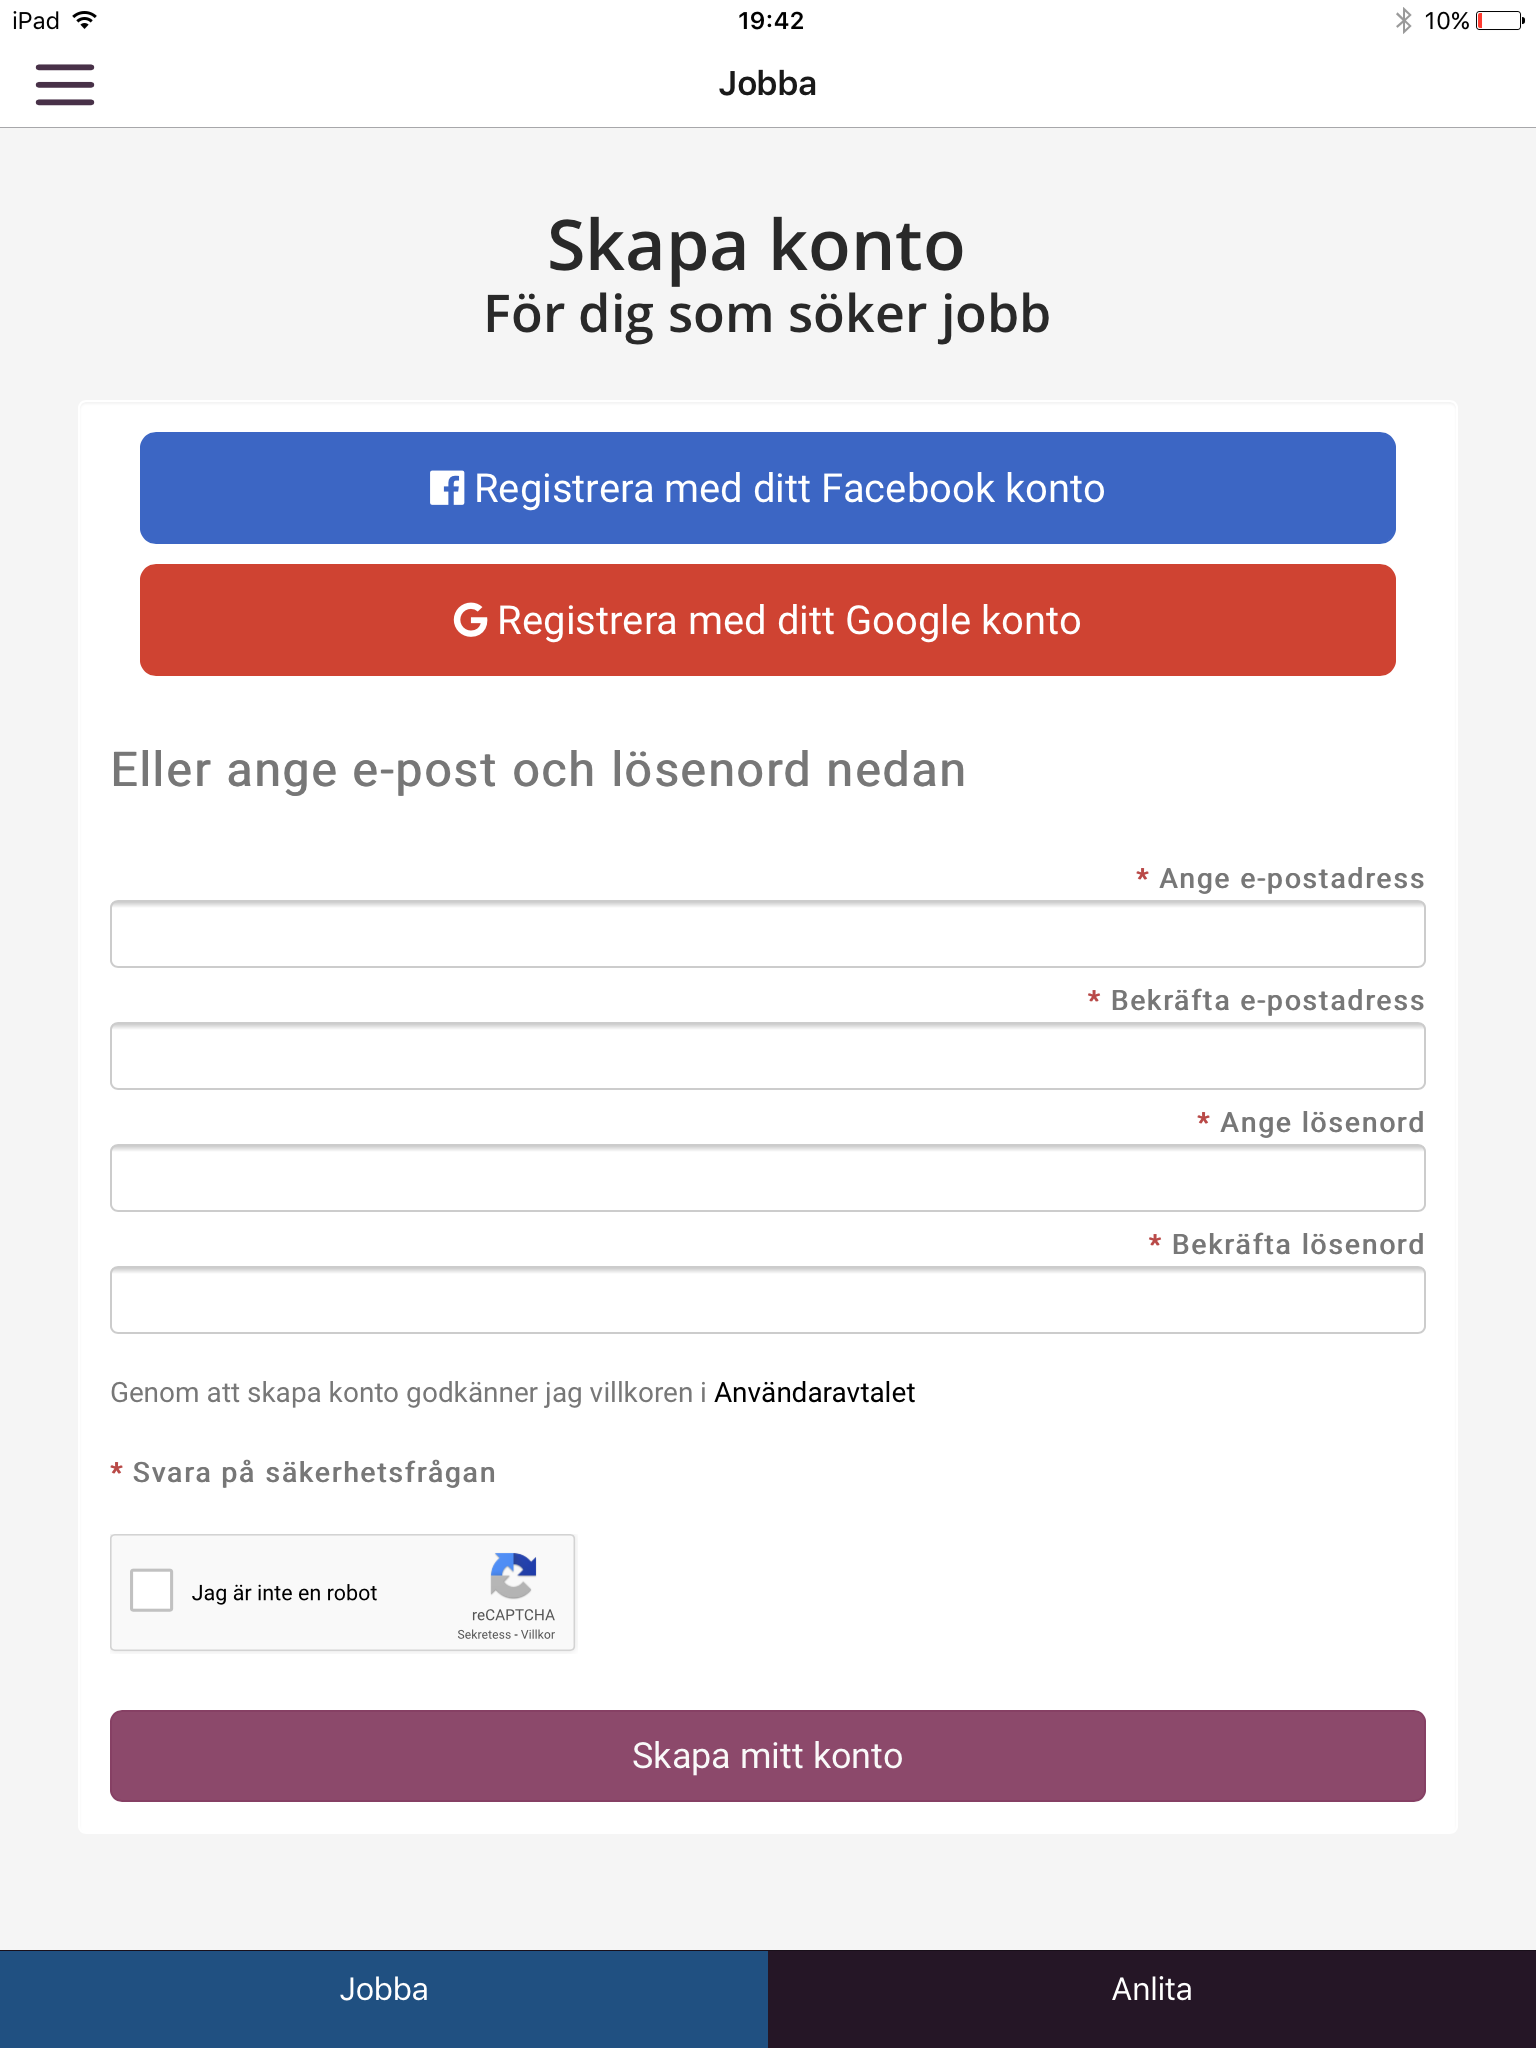 iPad 19:42 10%
Jobba
Skapa konto
För dig som söker jobb
Registrera med ditt Facebook konto
Registrera med ditt Google konto
Eller ange e-post och lösenord nedan
* Ange e-postadress
* Bekräfta e-postadress
* Ange lösenord
* Bekräfta lösenord
Genom att skapa konto godkänner jag villkoren i Användaravtalet
* Svara på säkerhetsfrågan
Jag är inte en robot
reCAPTCHA
Sekretess - Villkor
Skapa mitt konto
Jobba Anlita